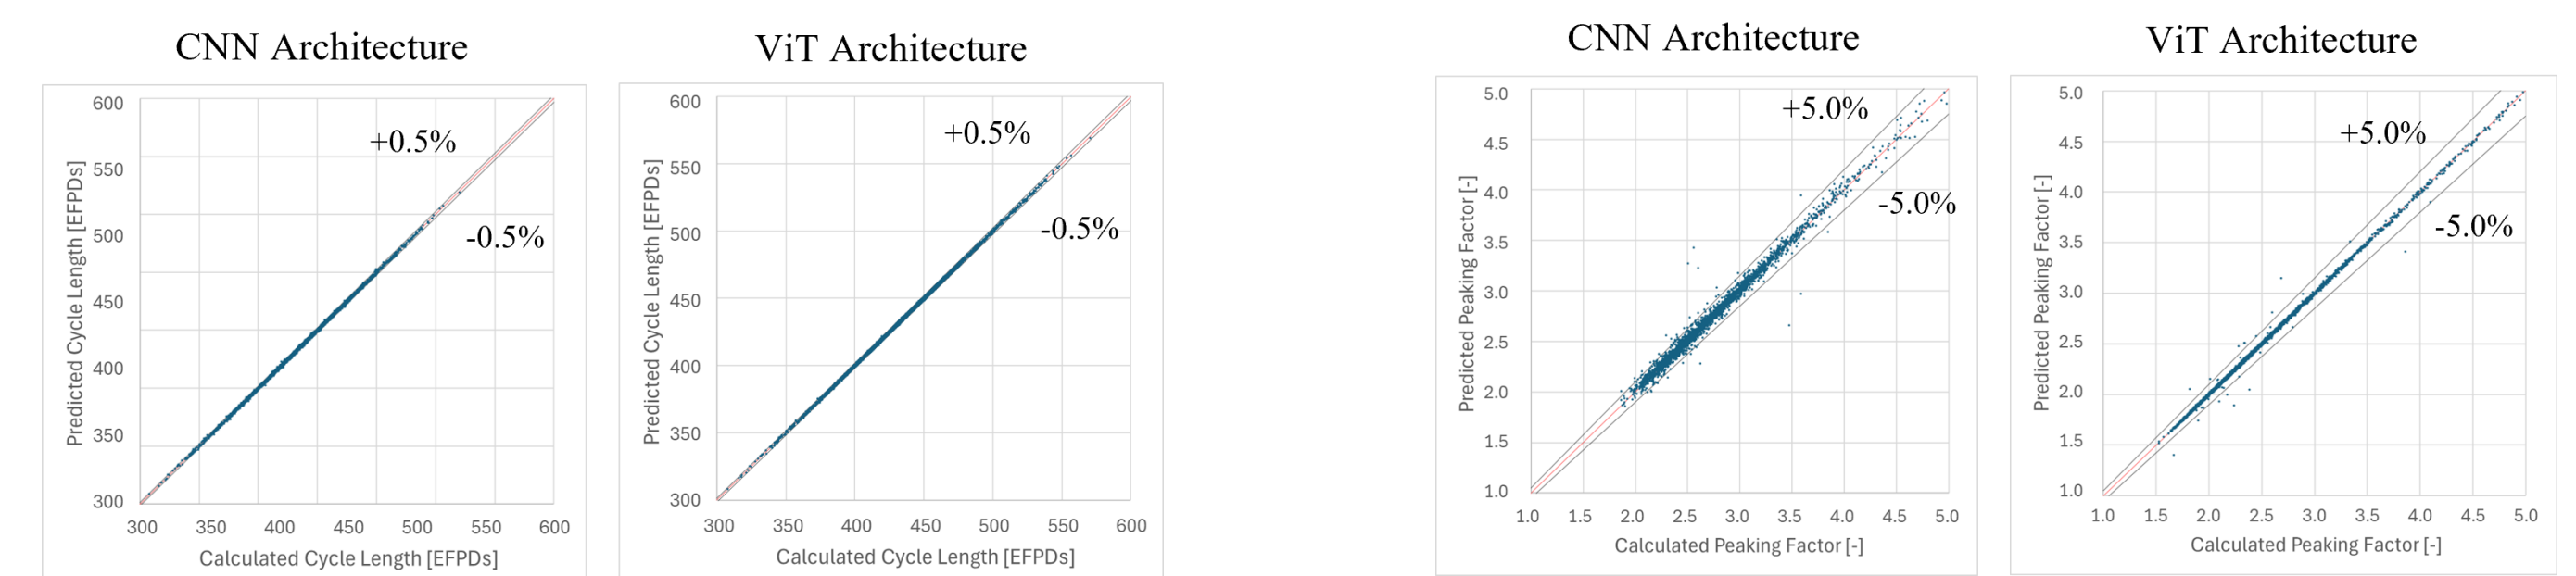 CNN Architecture
600
550
500
450
400
350
300
300 350 400 450 500 550 600
Predicted Cycle Length [EFPDs]
Calculated Cycle Length [EFPDs]
+0.5%
-0.5%
ViT Architecture
600
550
500
450
400
350
300
300 350 400 450 500 550 600
Predicted Cycle Length [EFPDs]
Calculated Cycle Length [EFPDs]
+0.5%
-0.5%
CNN Architecture
5.0
4.5
4.0
3.5
3.0
2.5
2.0
1.5
1.0
1.0 1.5 2.0 2.5 3.0 3.5 4.0 4.5 5.0
Predicted Peaking Factor [-]
Calculated Peaking Factor [-]
+5.0%
-5.0%
ViT Architecture
5.0
4.5
4.0
3.5
3.0
2.5
2.0
1.5
1.0
1.0 1.5 2.0 2.5 3.0 3.5 4.0 4.5 5.0
Predicted Peaking Factor [-]
Calculated Peaking Factor [-]
+5.0%
-5.0%